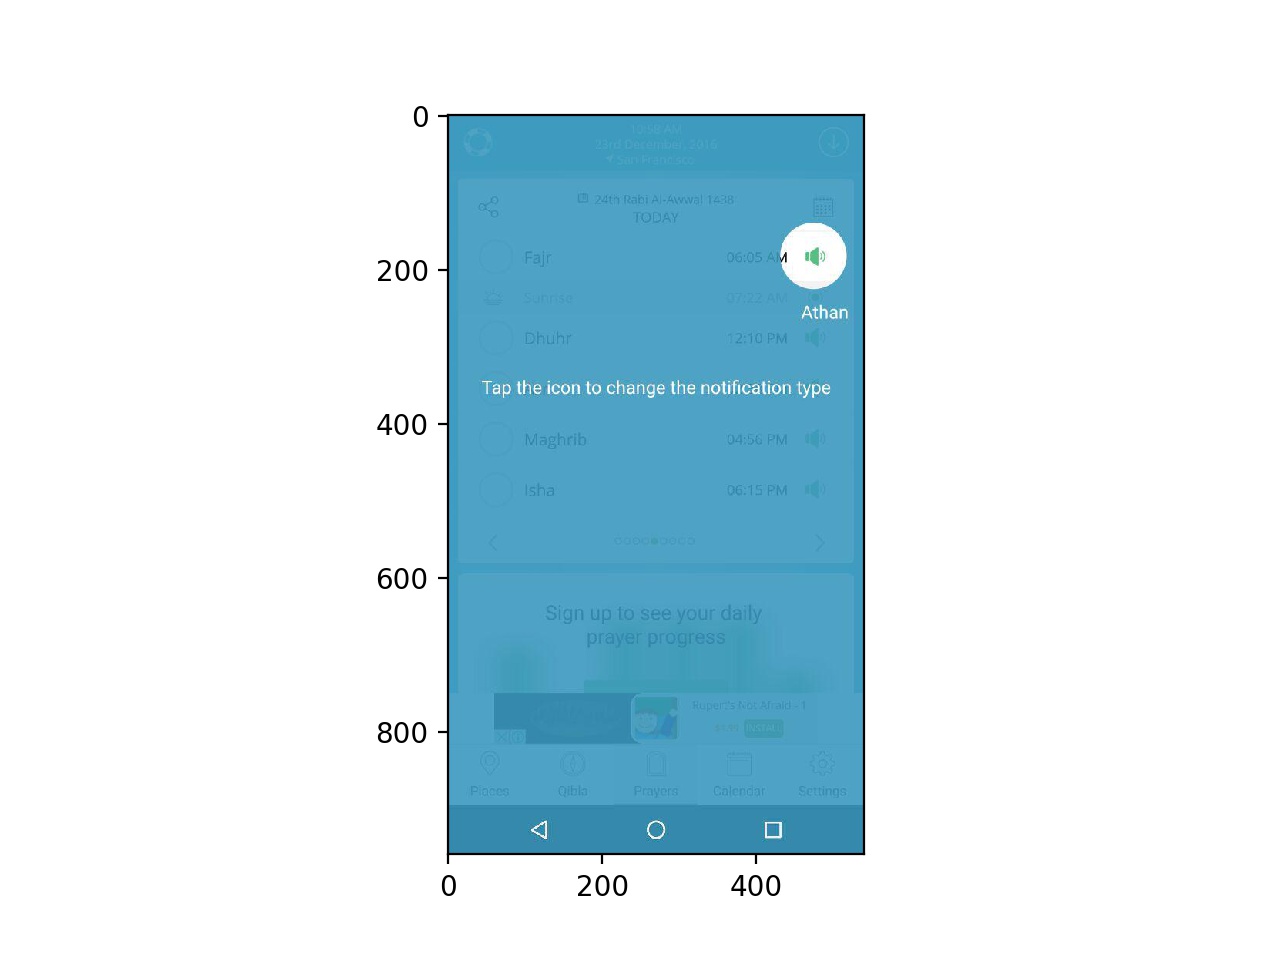 0
10:58 AM
23rd December, 2016
San Francisco
24th Rabi Al-Awwal 1438
TODAY
200
Fajr 06:05 AM
Sunrise 07:22 AM
Athan
Dhuhr 12:10 PM
Tap the icon to change the notification type
400
Maghrib 04:56 PM
Isha 06:15 PM
600
Sign up to see your daily
prayer progress
Rupert's Not Afraid - 1
800
Places Qibla Prayers Calendar Settings
0 200 400